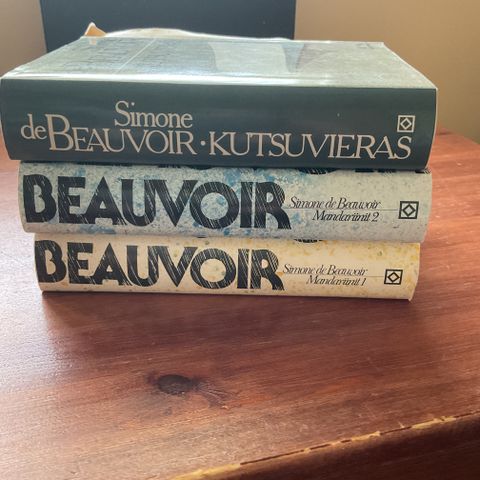 Simone
de BEAUVOIR · KUTSUVIERAS
BEAUVOIR
Simone de Beauvoir
Mandariinit 2
BEAUVOIR
Simone de Beauvoir
Mandariinit 1